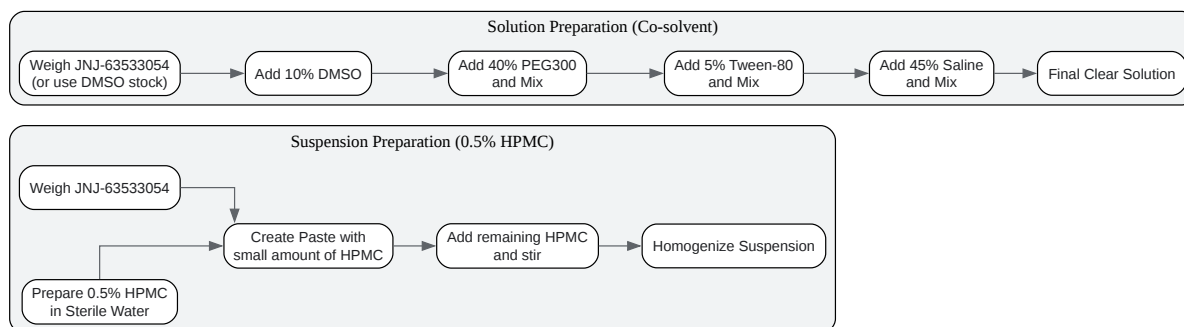 Solution Preparation (Co-solvent)
Weigh JNJ-63533054
(or use DMSO stock)
Add 10% DMSO
Add 40% PEG300
and Mix
Add 5% Tween-80
and Mix
Add 45% Saline
and Mix
Final Clear Solution
Suspension Preparation (0.5% HPMC)
Weigh JNJ-63533054
Prepare 0.5% HPMC
in Sterile Water
Create Paste with
small amount of HPMC
Add remaining HPMC
and stir
Homogenize Suspension